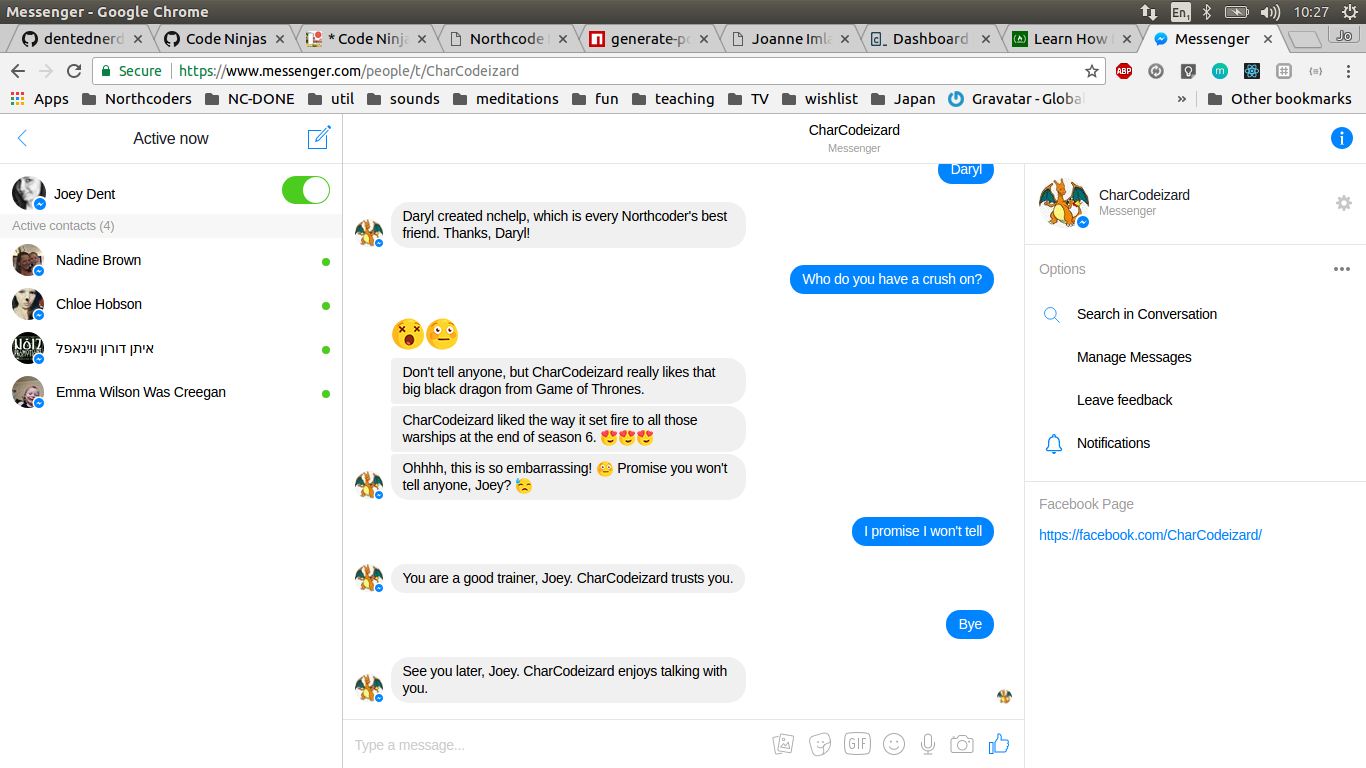 Messenger - Google Chrome
En1
10:27
dentednerd
Code Ninjas
* Code Ninja
Northcode
generate-po
Joanne Imla
Dashboard
Learn How
Messenger
Jo
Secure
https://www.messenger.com/people/t/CharCodeizard
ABP
m
Apps
Northcoders
NC-DONE
util
sounds
meditations
fun
teaching
TV
wishlist
Japan
Gravatar - Global
»
Other bookmarks
Active now
Joey Dent
Active contacts (4)
Nadine Brown
Chloe Hobson
איתן דורון ווינאפל
Emma Wilson Was Creegan
CharCodeizard
Messenger
Daryl
Daryl created nchelp, which is every Northcoder's best
friend. Thanks, Daryl!
Who do you have a crush on?
Don't tell anyone, but CharCodeizard really likes that
big black dragon from Game of Thrones.
CharCodeizard liked the way it set fire to all those
warships at the end of season 6. 😍😍😍
Ohhhh, this is so embarrassing! 😳 Promise you won't
tell anyone, Joey? 😓
I promise I won't tell
You are a good trainer, Joey. CharCodeizard trusts you.
Bye
See you later, Joey. CharCodeizard enjoys talking with
you.
Type a message...
GIF
CharCodeizard
Messenger
Options
Search in Conversation
Manage Messages
Leave feedback
Notifications
Facebook Page
https://facebook.com/CharCodeizard/